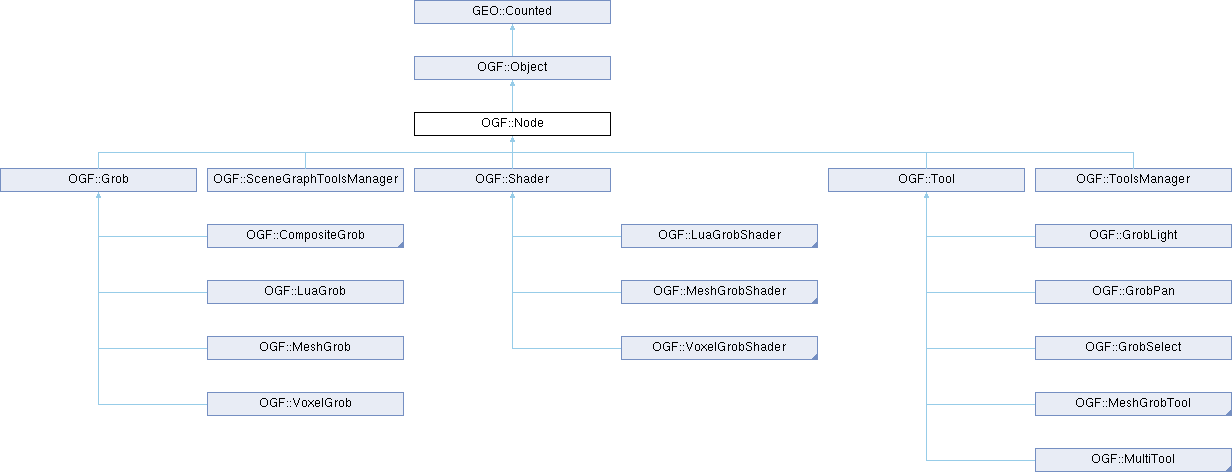 GEO::Counted
OGF::Object
OGF::Node
OGF::Grob
OGF::SceneGraphToolsManager
OGF::Shader
OGF::Tool
OGF::ToolsManager
OGF::CompositeGrob
OGF::LuaGrobShader
OGF::GrobLight
OGF::LuaGrob
OGF::MeshGrobShader
OGF::GrobPan
OGF::MeshGrob
OGF::VoxelGrobShader
OGF::GrobSelect
OGF::VoxelGrob
OGF::MeshGrobTool
OGF::MultiTool